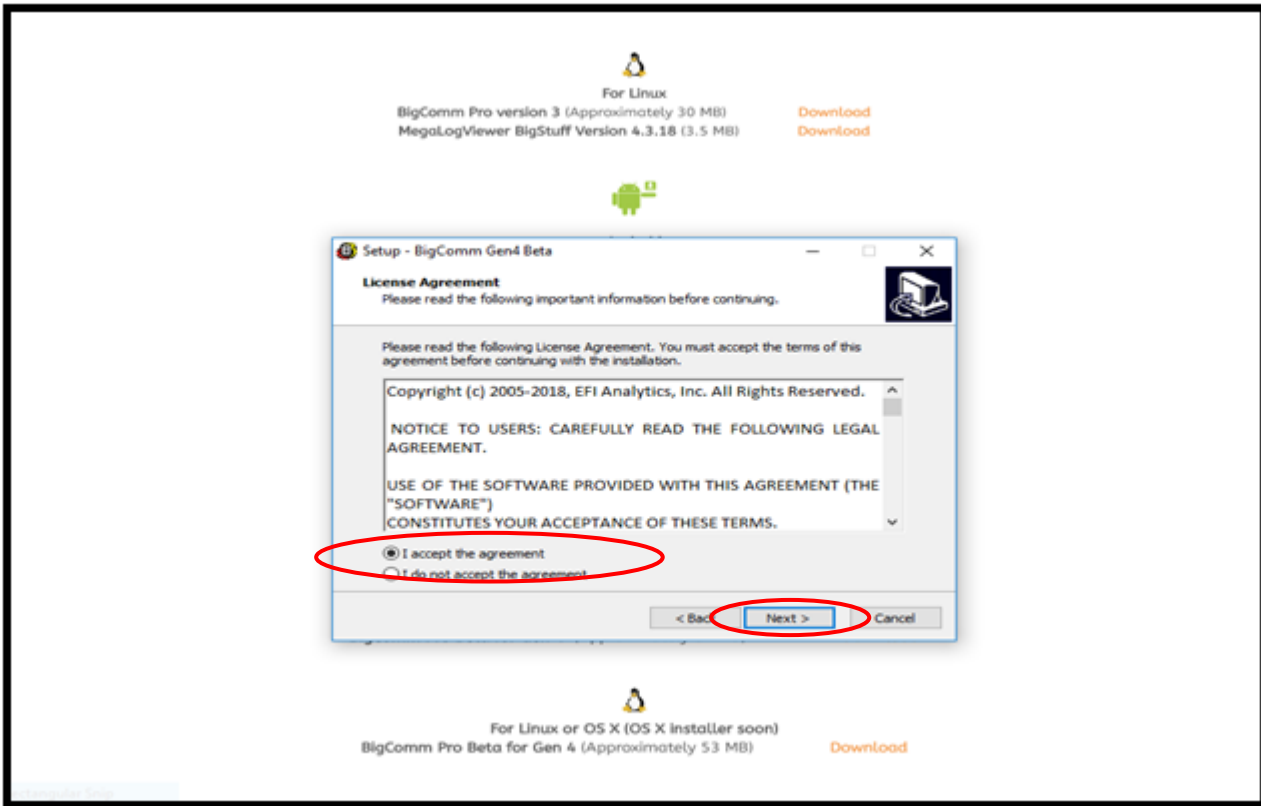 For Linux
BigComm Pro version 3 (Approximately 30 MB) Download
MegaLogViewer BigStuff Version 4.3.18 (3.5 MB) Download
Setup - BigComm Gen4 Beta
License Agreement
Please read the following important information before continuing.
Please read the following License Agreement. You must accept the terms of this
agreement before continuing with the installation.
Copyright (c) 2005-2018, EFI Analytics, Inc. All Rights Reserved.
NOTICE TO USERS: CAREFULLY READ THE FOLLOWING LEGAL
AGREEMENT.
USE OF THE SOFTWARE PROVIDED WITH THIS AGREEMENT (THE
"SOFTWARE")
CONSTITUTES YOUR ACCEPTANCE OF THESE TERMS.
I accept the agreement
I do not accept the agreement
< Back Next > Cancel
For Linux or OS X (OS X Installer soon)
BigComm Pro Beta for Gen 4 (Approximately 53 MB) Download